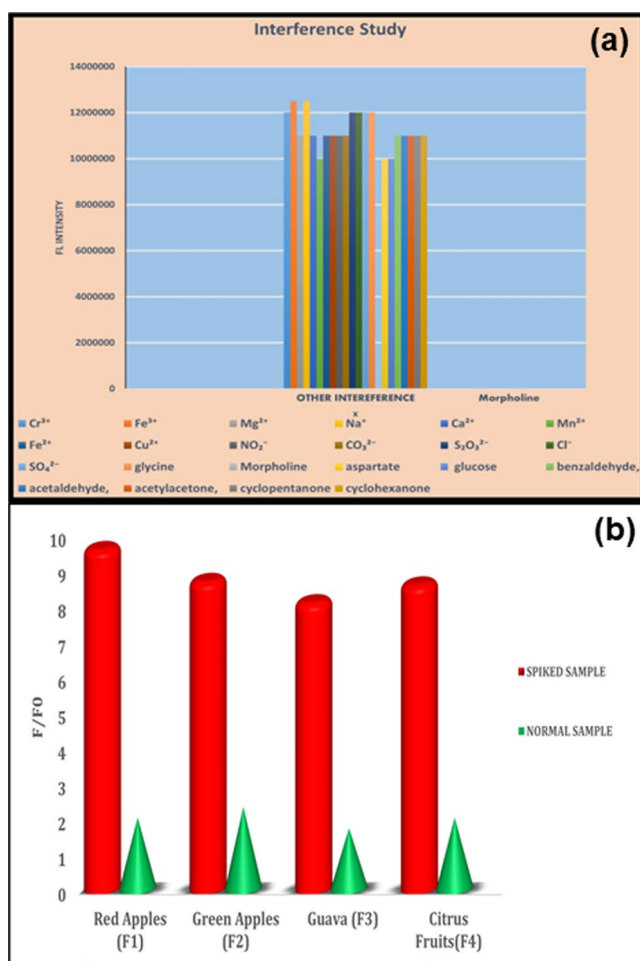 Interference Study
(a)
14000000
12000000
10000000
8000000
6000000
4000000
2000000
0
FL INTENSITY
OTHER INTEREFERENCE
Morpholine
x
Cr³⁺ Fe³⁺ Mg²⁺ Na⁺ Ca²⁺ Mn²⁺
Fe²⁺ Cu²⁺ NO₂⁻ CO₃²⁻ S₂O₃²⁻ Cl⁻
SO₄²⁻ glycine Morpholine aspartate glucose benzaldehyde,
acetaldehyde, acetylacetone, cyclopentanone cyclohexanone
(b)
10
9
8
7
6
5
4
3
2
1
0
F/FO
SPIKED SAMPLE
NORMAL SAMPLE
Red Apples Green Apples Guava (F3) Citrus
(F1) (F2) Fruits(F4)